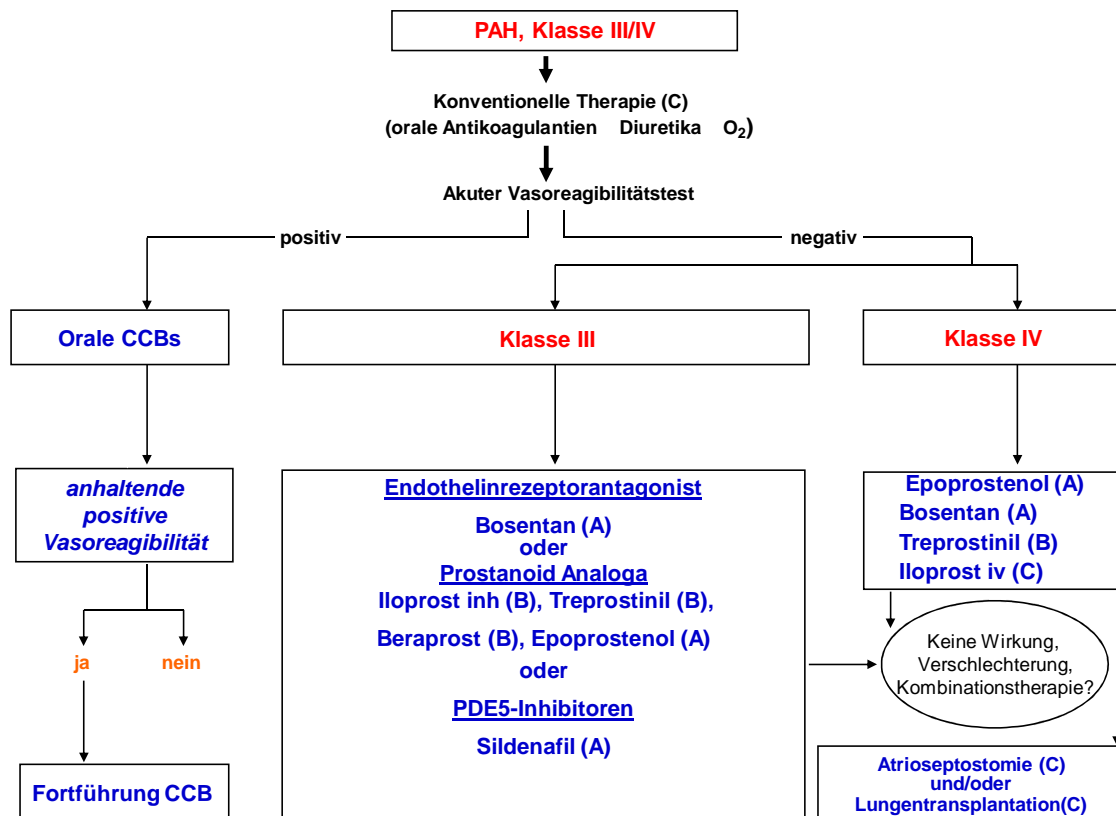 PAH, Klasse III/IV
Konventionelle Therapie (C)
(orale Antikoagulantien Diuretika O₂)
Akuter Vasoreagibilitätstest
positiv
negativ
Orale CCBs
Klasse III
Klasse IV
anhaltende
positive
Vasoreagibilität
ja
nein
Fortführung CCB
Endothelinrezeptorantagonist
Bosentan (A)
oder
Prostanoid Analoga
Iloprost inh (B), Treprostinil (B),
Beraprost (B), Epoprostenol (A)
oder
PDE5-Inhibitoren
Sildenafil (A)
Epoprostenol (A)
Bosentan (A)
Treprostinil (B)
Iloprost iv (C)
Keine Wirkung,
Verschlechterung,
Kombinationstherapie?
Atrioseptostomie (C)
und/oder
Lungentransplantation(C)